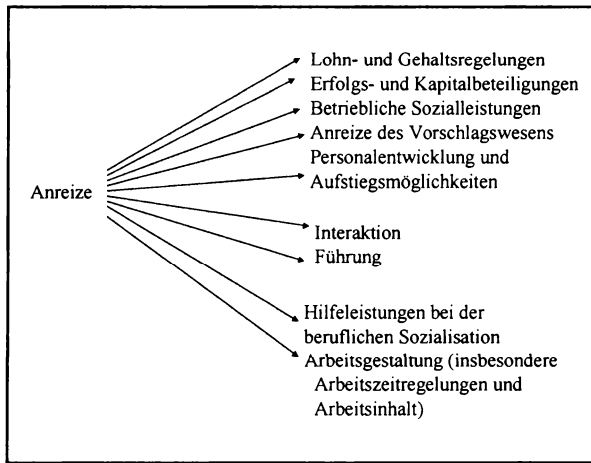 Lohn- und Gehaltsregelungen
Erfolgs- und Kapitalbeteiligungen
Betriebliche Sozialleistungen
Anreize des Vorschlagswesens
Personalentwicklung und
Aufstiegsmöglichkeiten
Anreize
Interaktion
Führung
Hilfeleistungen bei der
beruflichen Sozialisation
Arbeitsgestaltung (insbesondere
Arbeitszeitregelungen und
Arbeitsinhalt)